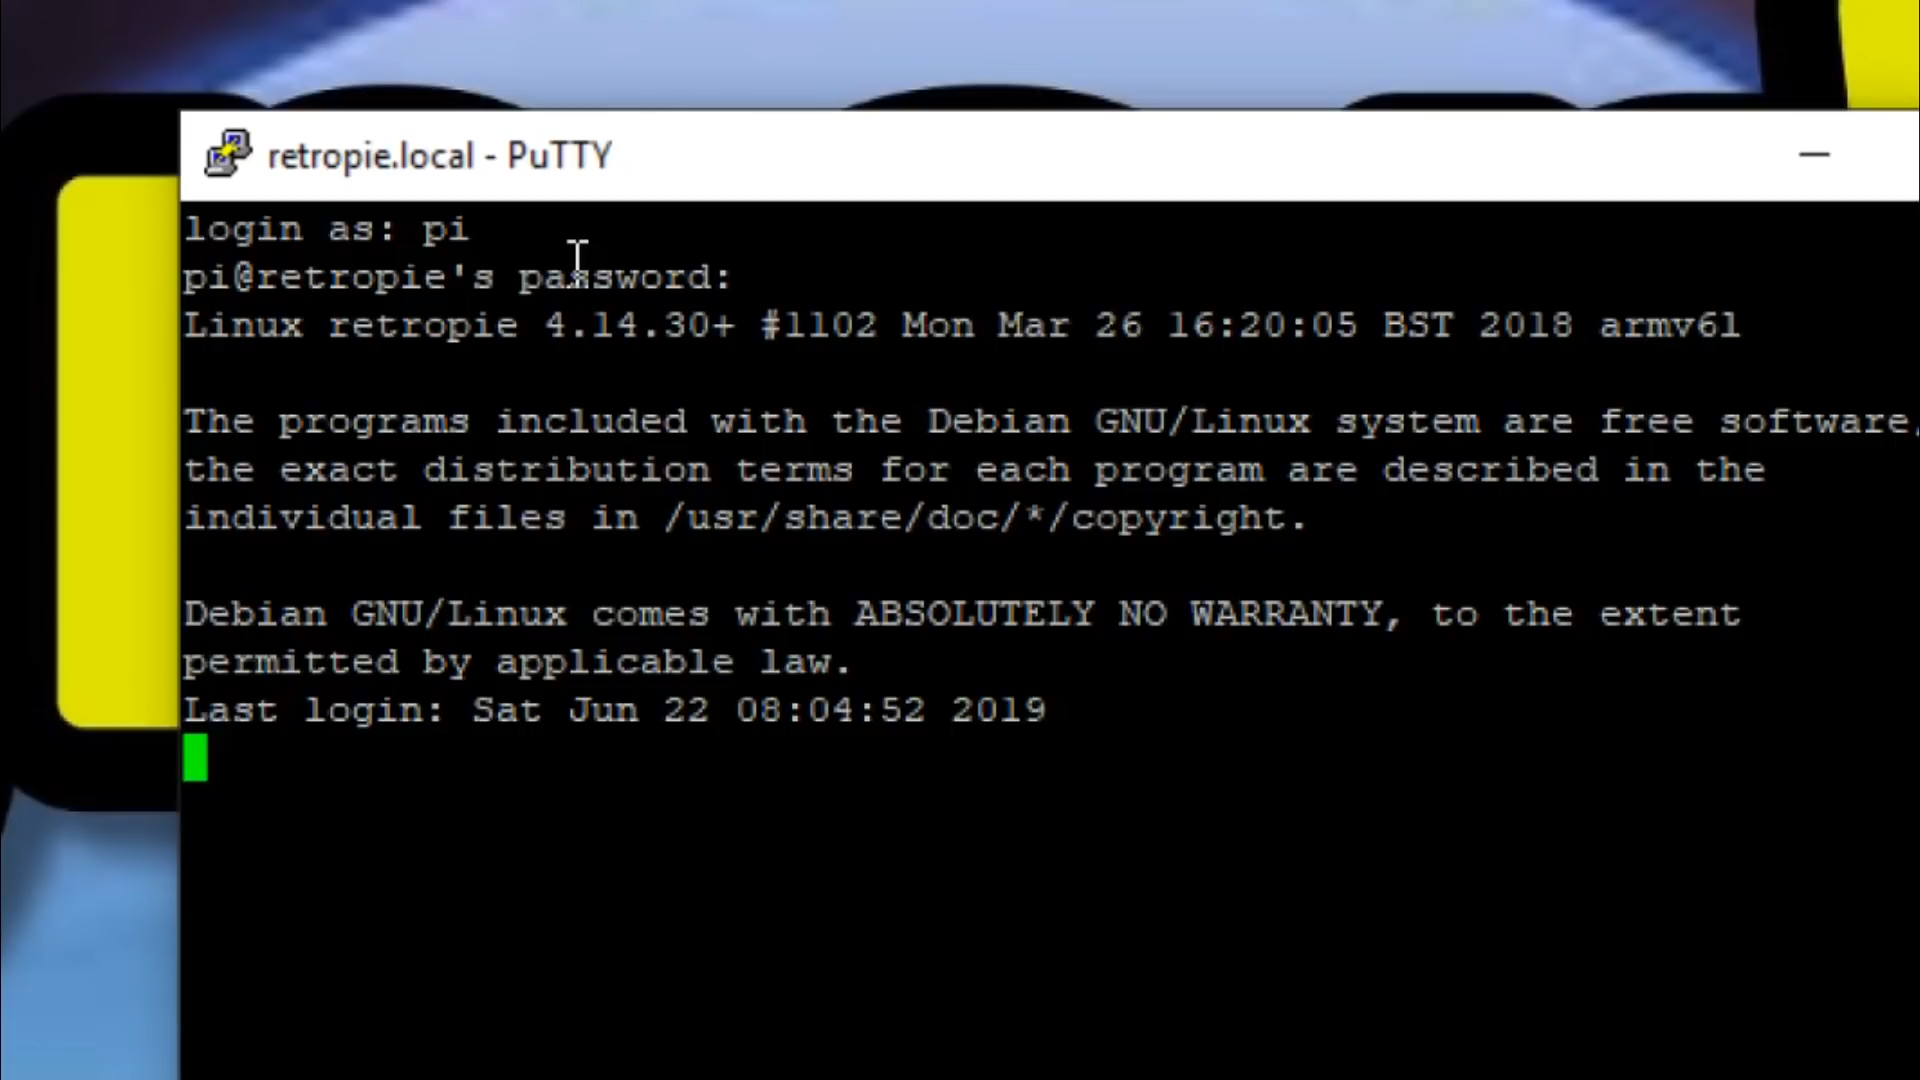 retropie.local - PuTTY
login as: pi
pi@retropie's password:
Linux retropie 4.14.30+ #1102 Mon Mar 26 16:20:05 BST 2018 armv6l
The programs included with the Debian GNU/Linux system are free software,
the exact distribution terms for each program are described in the
individual files in /usr/share/doc/*/copyright.
Debian GNU/Linux comes with ABSOLUTELY NO WARRANTY, to the extent
permitted by applicable law.
Last login: Sat Jun 22 08:04:52 2019